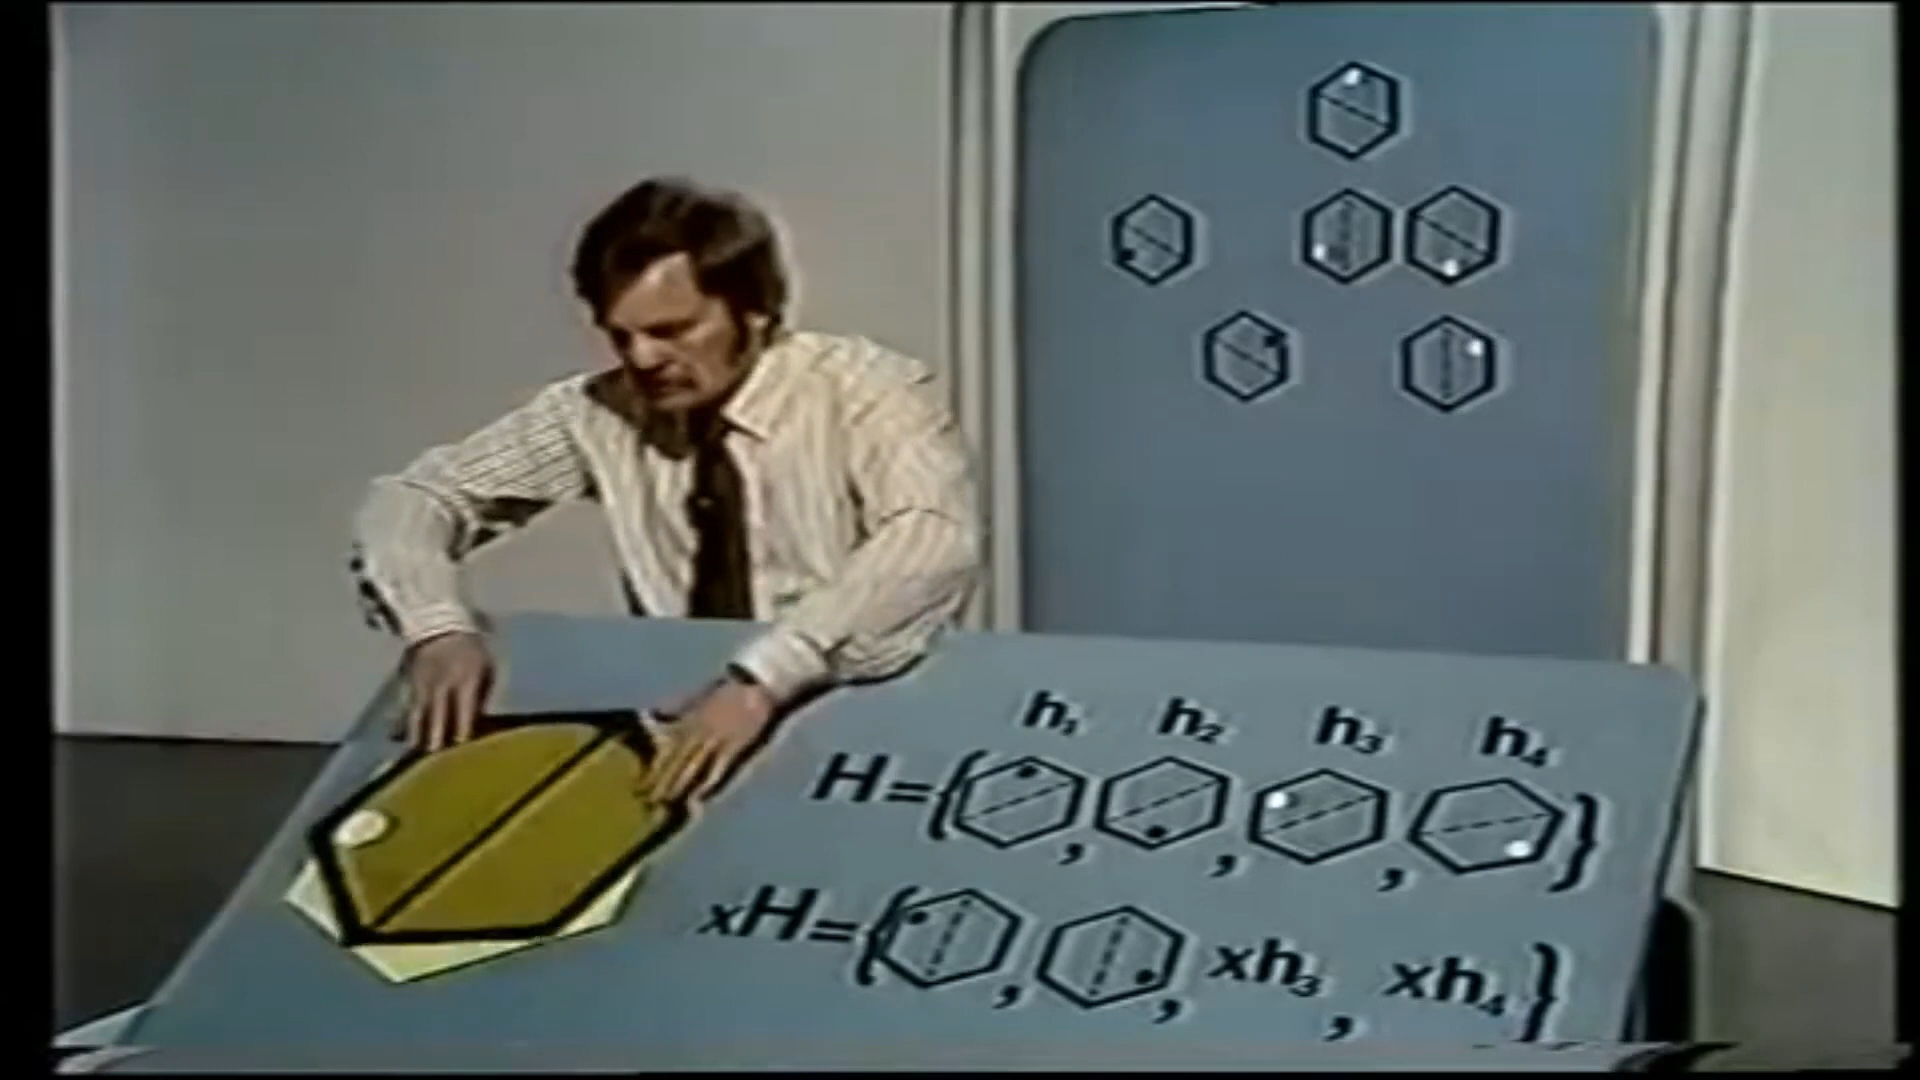 h₁ h₂ h₃ h₄
H={ , , , }
xH={ , , xh₃, xh₄}